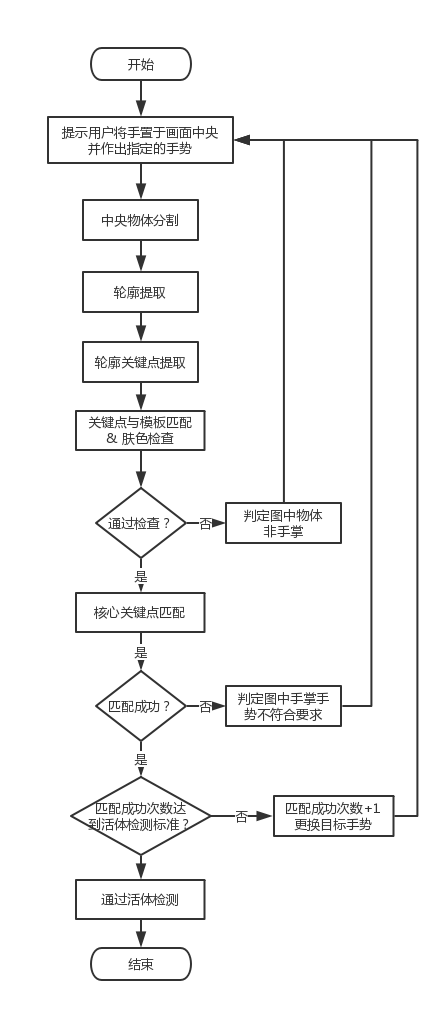 开始
提示用户将手置于画面中央
并作出指定的手势
中央物体分割
轮廓提取
轮廓关键点提取
关键点与模板匹配
& 肤色检查
通过检查？
否
判定图中物体
非手掌
是
核心关键点匹配
是
匹配成功？
否
判定图中手掌手
势不符合要求
是
匹配成功次数达
到活体检测标准？
否
匹配成功次数+1
更换目标手势
通过活体检测
结束